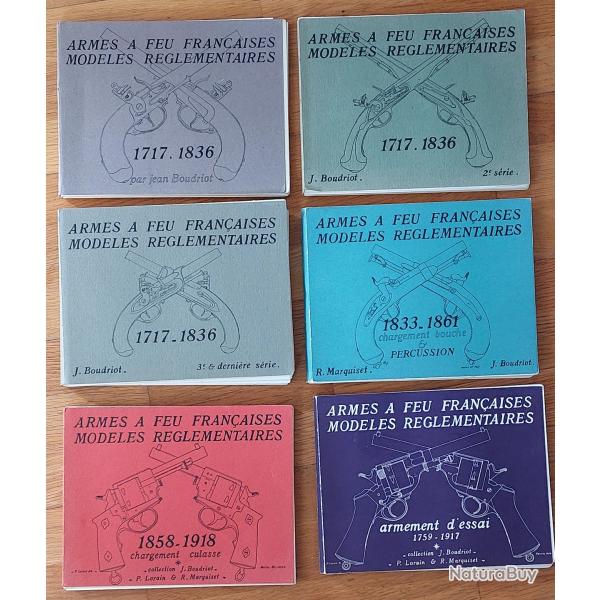 ARMES A FEU FRANÇAISES
MODELES REGLEMENTAIRES
1717.1836
par jean Boudriot
ARMES A FEU FRANÇAISES
MODELES REGLEMENTAIRES
1717.1836
J. Boudriot.
2e série.
ARMES A FEU FRANÇAISES
MODELES REGLEMENTAIRES
1717-1836
J. Boudriot.
3e & dernière série.
ARMES A FEU FRANÇAISES
MODELES REGLEMENTAIRES
1833-1861
chargement bouche
&
PERCUSSION
R. Marquiset.
J. Boudriot.
ARMES A FEU FRANÇAISES
MODELES REGLEMENTAIRES
1858-1918
chargement culasse
collection J. Boudriot-
- P. Lorain & R. Marquiset-
ARMES A FEU FRANÇAISES
MODELES REGLEMENTAIRES
armement d'essai
1759-1917
-collection J. Boudriot-
- P. Lorain & R. Marquiset-
NaturaBuy